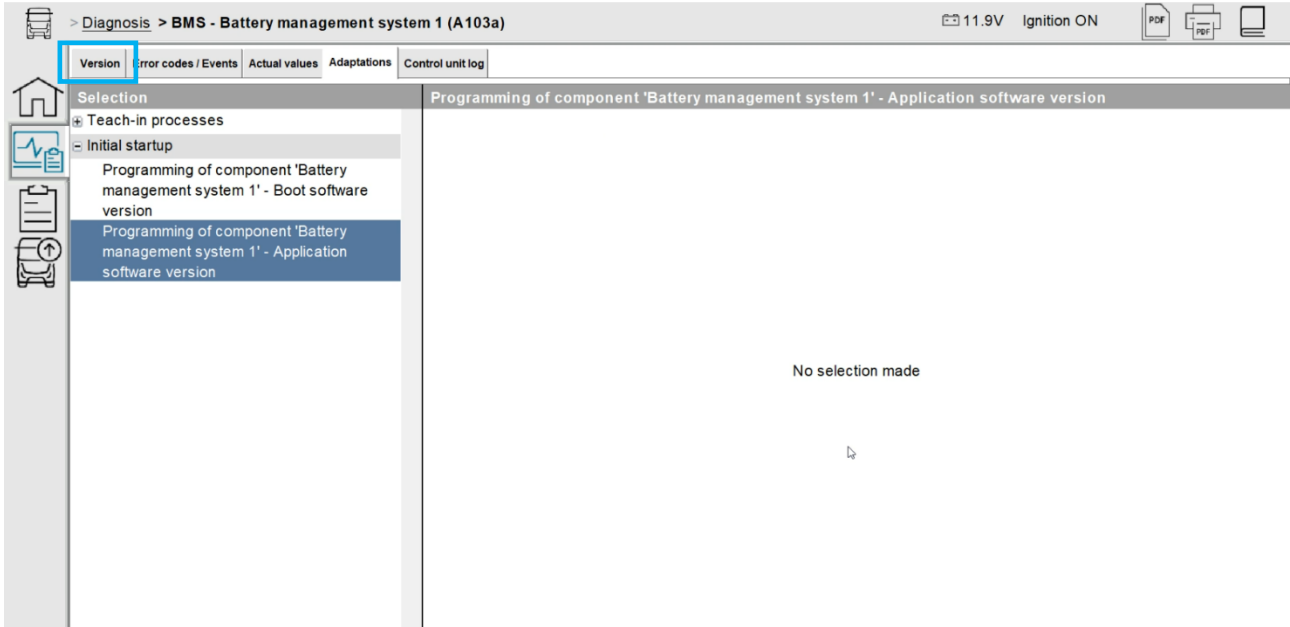 > Diagnosis > BMS - Battery management system 1 (A103a)
11.9V Ignition ON
PDF
PDF
Version Error codes / Events Actual values Adaptations Control unit log
Selection
Programming of component 'Battery management system 1' - Application software version
Teach-in processes
Initial startup
Programming of component 'Battery
management system 1' - Boot software
version
Programming of component 'Battery
management system 1' - Application
software version
No selection made